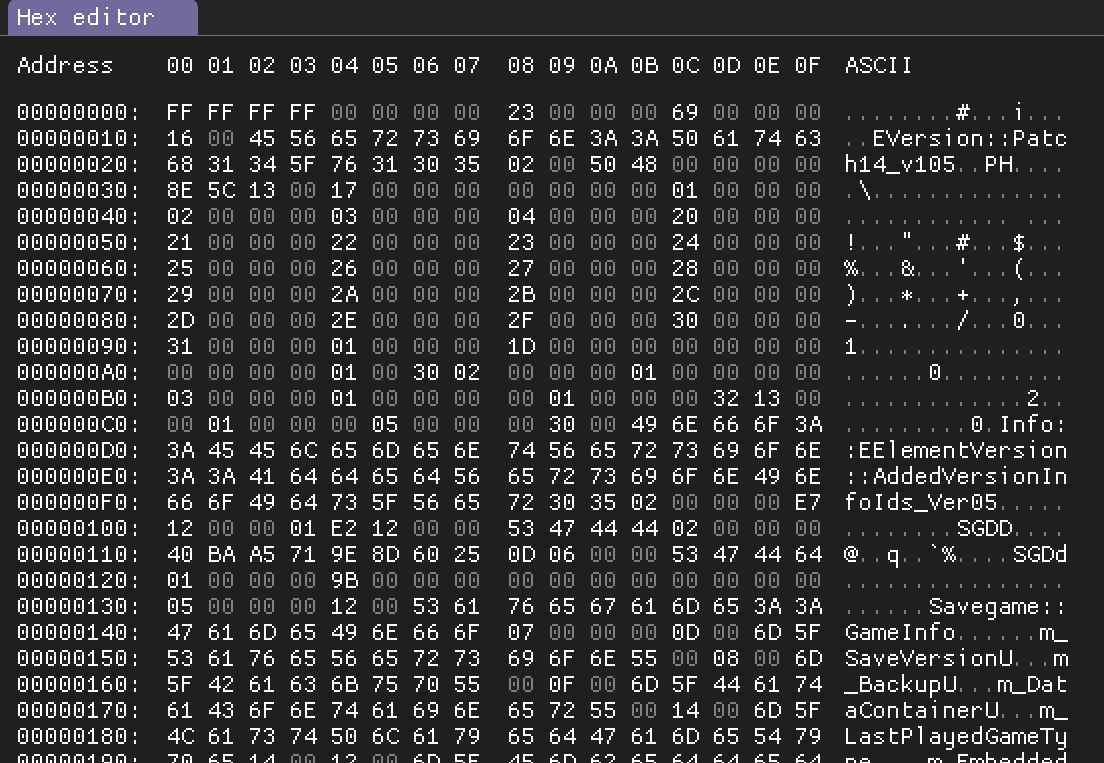 Hex editor
Address 00 01 02 03 04 05 06 07 08 09 0A 0B 0C 0D 0E 0F ASCII
00000000: FF FF FF FF 00 00 00 00 23 00 00 00 69 00 00 00 ........#...i...
00000010: 16 00 45 56 65 72 73 69 6F 6E 3A 3A 50 61 74 63 ..EVersion::Patc
00000020: 68 31 34 5F 76 31 30 35 02 00 50 48 00 00 00 00 h14_v105..PH....
00000030: 8E 5C 13 00 17 00 00 00 00 00 00 00 01 00 00 00 .\..............
00000040: 02 00 00 00 03 00 00 00 04 00 00 00 20 00 00 00 ............ ...
00000050: 21 00 00 00 22 00 00 00 23 00 00 00 24 00 00 00 !..."...#...$...
00000060: 25 00 00 00 26 00 00 00 27 00 00 00 28 00 00 00 %...&...'...(...
00000070: 29 00 00 00 2A 00 00 00 2B 00 00 00 2C 00 00 00 )...*...+...,...
00000080: 2D 00 00 00 2E 00 00 00 2F 00 00 00 30 00 00 00 -......./...0...
00000090: 31 00 00 00 01 00 00 00 1D 00 00 00 00 00 00 00 1...............
000000A0: 00 00 00 00 01 00 30 02 00 00 00 01 00 00 00 00 ......0.........
000000B0: 03 00 00 00 01 00 00 00 00 01 00 00 00 32 13 00 .............2..
000000C0: 00 01 00 00 00 05 00 00 00 30 00 49 6E 66 6F 3A .........0.Info:
000000D0: 3A 45 45 6C 65 6D 65 6E 74 56 65 72 73 69 6F 6E :EElementVersion
000000E0: 3A 3A 41 64 64 65 64 56 65 72 73 69 6F 6E 49 6E ::AddedVersionIn
000000F0: 66 6F 49 64 73 5F 56 65 72 30 35 02 00 00 00 E7 foIds_Ver05.....
00000100: 12 00 00 01 E2 12 00 00 53 47 44 44 02 00 00 00 ........SGDD....
00000110: 40 BA A5 71 9E 8D 60 25 0D 06 00 00 53 47 44 64 @..q..`%....SGDd
00000120: 01 00 00 00 9B 00 00 00 00 00 00 00 00 00 00 00 ................
00000130: 05 00 00 00 12 00 53 61 76 65 67 61 6D 65 3A 3A ......Savegame::
00000140: 47 61 6D 65 49 6E 66 6F 07 00 00 00 0D 00 6D 5F GameInfo......m_
00000150: 53 61 76 65 56 65 72 73 69 6F 6E 55 00 08 00 6D SaveVersionU...m
00000160: 5F 42 61 63 6B 75 70 55 00 0F 00 6D 5F 44 61 74 _BackupU...m_Dat
00000170: 61 43 6F 6E 74 61 69 6E 65 72 55 00 14 00 6D 5F aContainerU...m_
00000180: 4C 61 73 74 50 6C 61 79 65 64 47 61 6D 65 54 79 LastPlayedGameTy
00000190: 70 65 14 00 12 00 6D 5F 45 6D 62 65 64 64 65 64 pe....m_Embedded